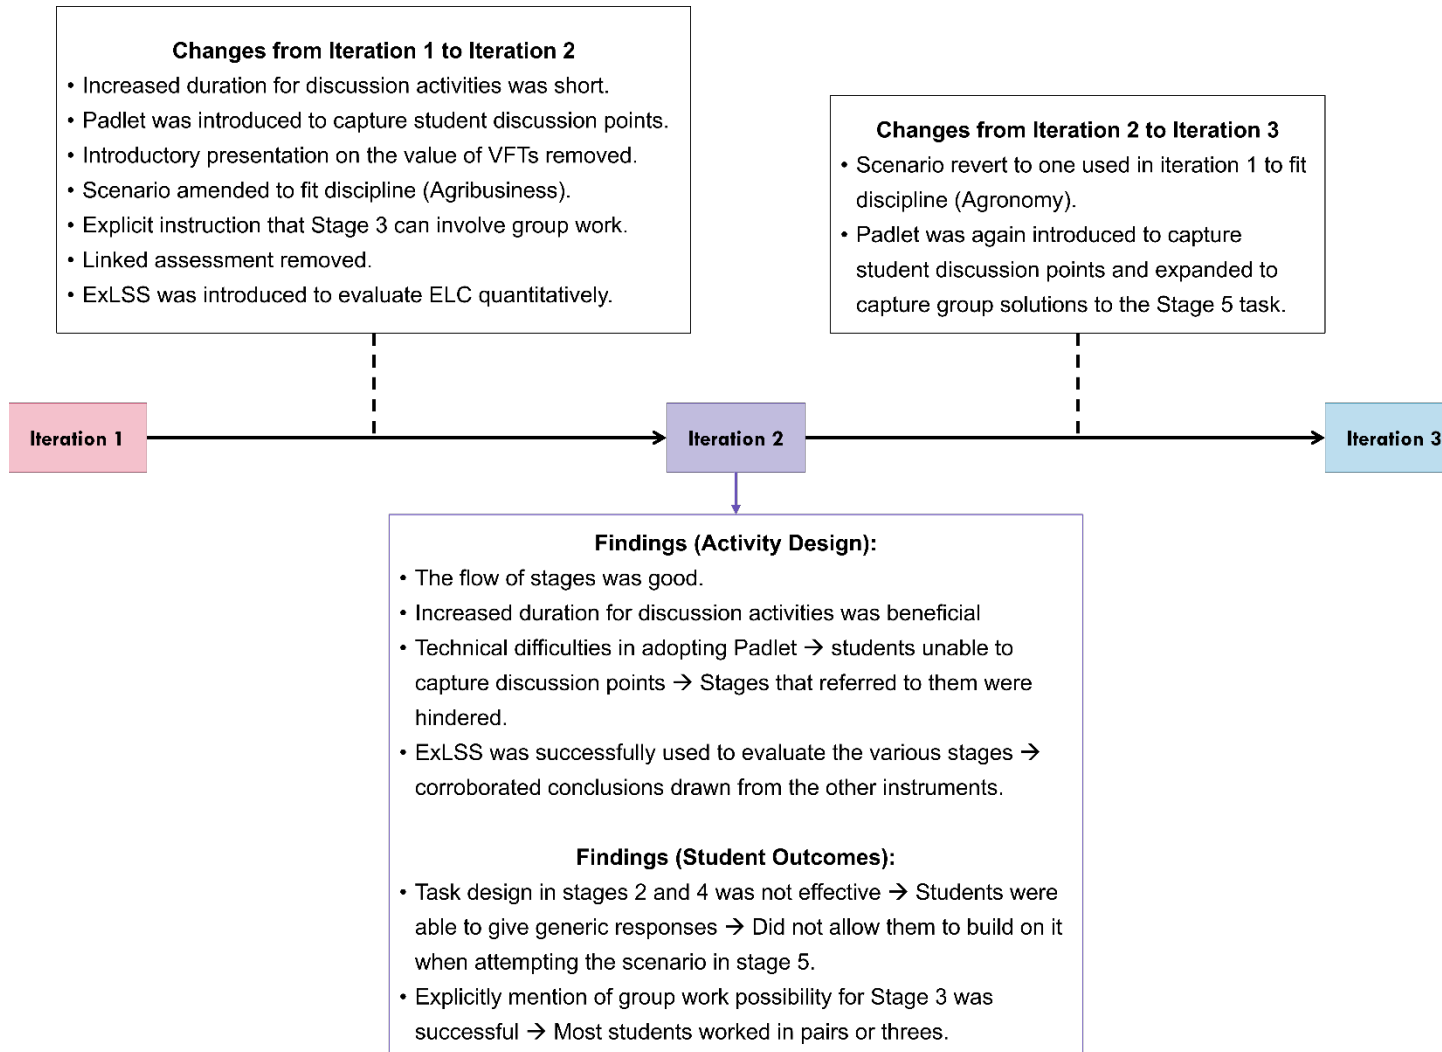 Changes from Iteration 1 to Iteration 2
• Increased duration for discussion activities was short.
• Padlet was introduced to capture student discussion points.
• Introductory presentation on the value of VFTs removed.
• Scenario amended to fit discipline (Agribusiness).
• Explicit instruction that Stage 3 can involve group work.
• Linked assessment removed.
• ExLSS was introduced to evaluate ELC quantitatively.
Changes from Iteration 2 to Iteration 3
• Scenario revert to one used in iteration 1 to fit
discipline (Agronomy).
• Padlet was again introduced to capture
student discussion points and expanded to
capture group solutions to the Stage 5 task.
Iteration 1
Iteration 2
Iteration 3
Findings (Activity Design):
• The flow of stages was good.
• Increased duration for discussion activities was beneficial
• Technical difficulties in adopting Padlet → students unable to
capture discussion points → Stages that referred to them were
hindered.
• ExLSS was successfully used to evaluate the various stages →
corroborated conclusions drawn from the other instruments.
Findings (Student Outcomes):
• Task design in stages 2 and 4 was not effective → Students were
able to give generic responses → Did not allow them to build on it
when attempting the scenario in stage 5.
• Explicitly mention of group work possibility for Stage 3 was
successful → Most students worked in pairs or threes.